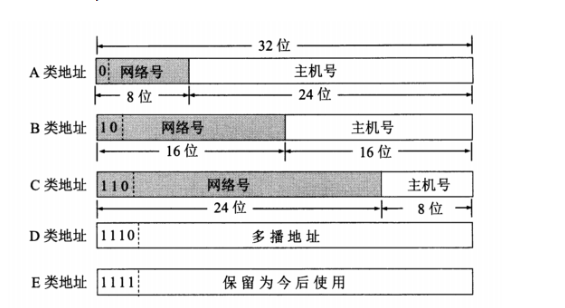 32 位
A 类地址 0 网络号 主机号
8 位 24 位
B 类地址 10 网络号 主机号
16 位 16 位
C 类地址 110 网络号 主机号
24 位 8 位
D 类地址 1110 多播地址
E 类地址 1111 保留为今后使用